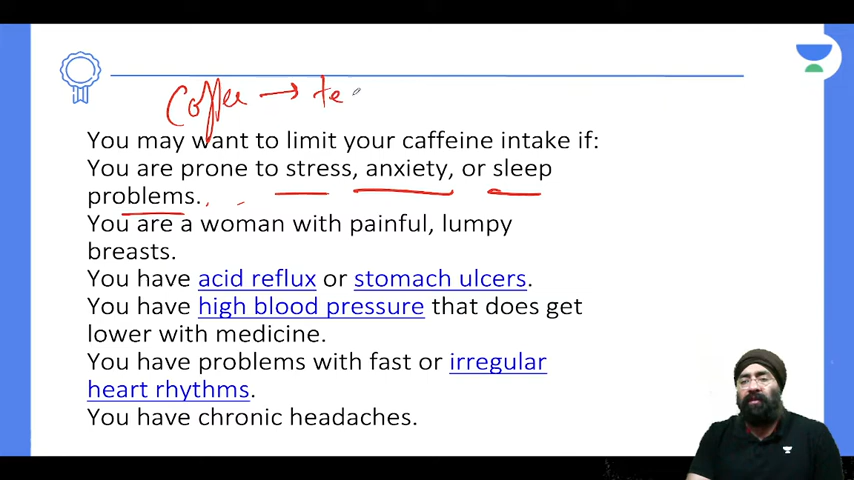 Coffee → te
You may want to limit your caffeine intake if:
You are prone to stress, anxiety, or sleep
problems.
You are a woman with painful, lumpy
breasts.
You have acid reflux or stomach ulcers.
You have high blood pressure that does get
lower with medicine.
You have problems with fast or irregular
heart rhythms.
You have chronic headaches.